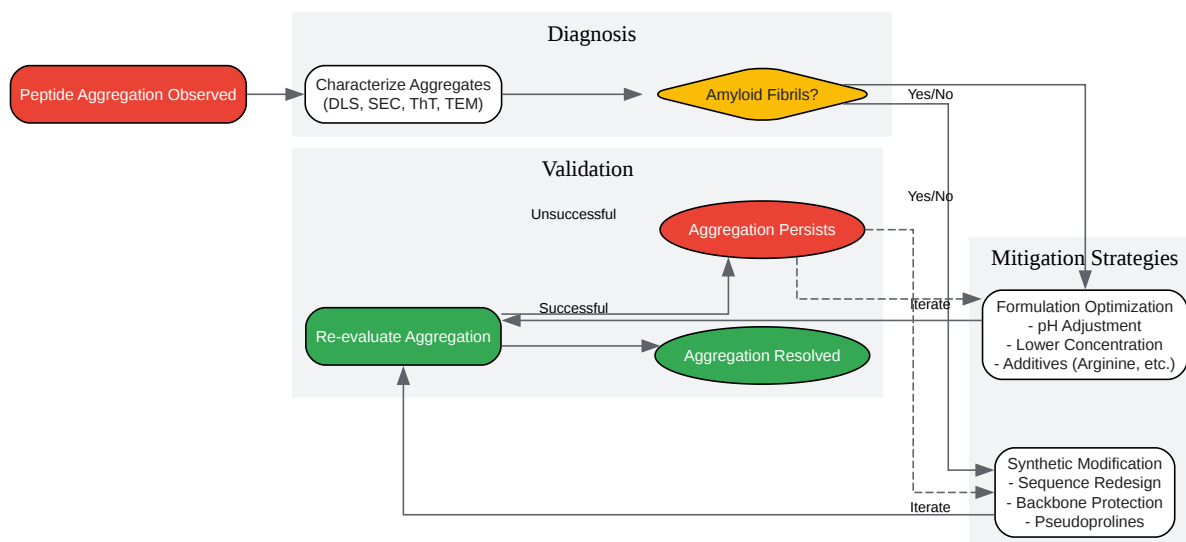 Diagnosis
Peptide Aggregation Observed
Characterize Aggregates
(DLS, SEC, ThT, TEM)
Amyloid Fibrils?
Yes/No
Validation
Yes/No
Unsuccessful
Aggregation Persists
Mitigation Strategies
Successful
Iterate
Re-evaluate Aggregation
Aggregation Resolved
Formulation Optimization
- pH Adjustment
- Lower Concentration
- Additives (Arginine, etc.)
Synthetic Modification
- Sequence Redesign
- Backbone Protection
- Pseudoprolines
Iterate